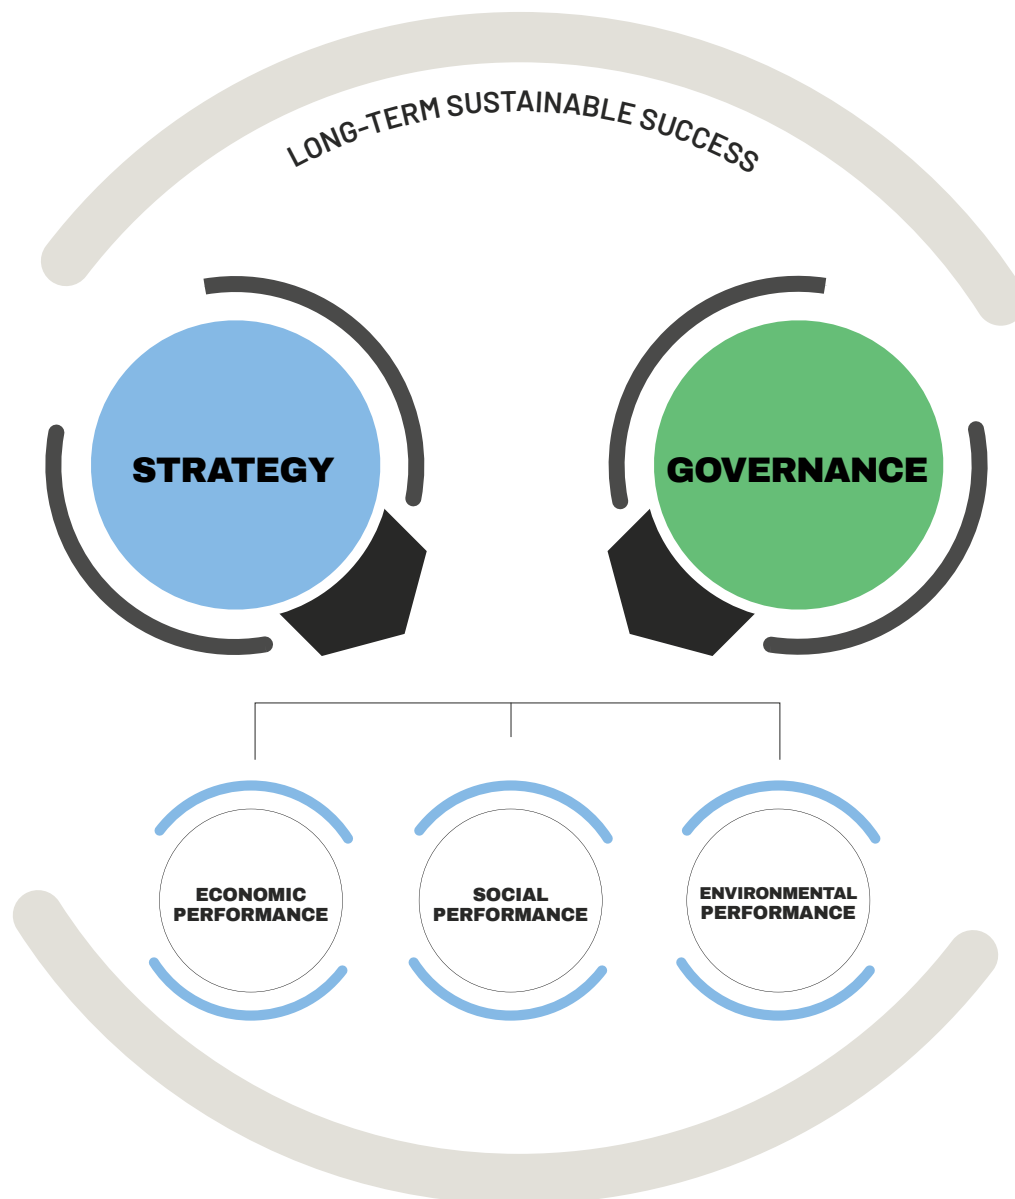 LONG-TERM SUSTAINABLE SUCCESS
STRATEGY
GOVERNANCE
ECONOMIC
PERFORMANCE
SOCIAL
PERFORMANCE
ENVIRONMENTAL
PERFORMANCE